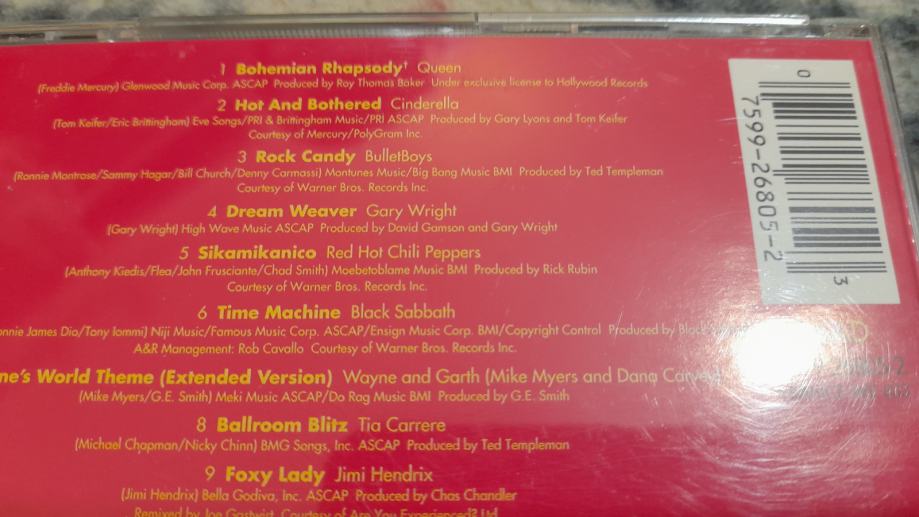 1 Bohemian Rhapsody† Queen
(Freddie Mercury) Glenwood Music Corp. ASCAP Produced by Roy Thomas Baker Under exclusive license to Hollywood Records
2 Hot And Bothered Cinderella
(Tom Keifer/Eric Brittingham) Eve Songs/PRI & Brittingham Music/PRI ASCAP Produced by Gary Lyons and Tom Keifer
Courtesy of Mercury/PolyGram Inc.
3 Rock Candy BulletBoys
(Ronnie Montrose/Sammy Hagar/Bill Church/Denny Carmassi) Montunes Music/Big Bang Music BMI Produced by Ted Templeman
Courtesy of Warner Bros. Records Inc.
4 Dream Weaver Gary Wright
(Gary Wright) High Wave Music ASCAP Produced by David Gamson and Gary Wright
5 Sikamikanico Red Hot Chili Peppers
(Anthony Kiedis/Flea/John Frusciante/Chad Smith) Moebetoblame Music BMI Produced by Rick Rubin
Courtesy of Warner Bros. Records Inc.
6 Time Machine Black Sabbath
onnie James Dio/Tony Iommi) Niji Music/Famous Music Corp. ASCAP/Ensign Music Corp. BMI/Copyright Control Produced by
A&R Management: Rob Cavallo Courtesy of Warner Bros. Records Inc.
ne's World Theme (Extended Version) Wayne and Garth (Mike Myers and Dana Carvey
(Mike Myers/G.E. Smith) Meki Music ASCAP/Do Rag Music BMI Produced by G.E. Smith
8 Ballroom Blitz Tia Carrere
(Michael Chapman/Nicky Chinn) BMG Songs, Inc. ASCAP Produced by Ted Templeman
9 Foxy Lady Jimi Hendrix
(Jimi Hendrix) Bella Godiva, Inc. ASCAP Produced by Chas Chandler
Remixed by Joe Gastwirt Courtesy of Are You Experienced? Ltd.
0 7599-26805-2 3